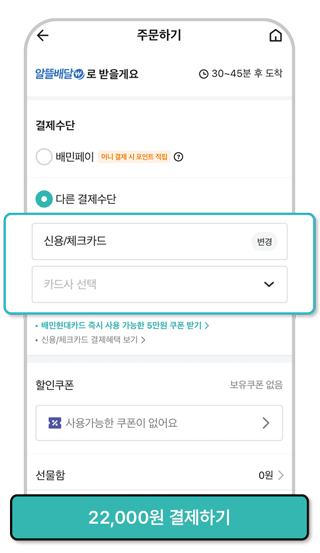 주문하기
알뜰배달로 받을게요
30~45분 후 도착
결제수단
배민페이 머니 결제 시 포인트 적립
다른 결제수단
신용/체크카드 변경
카드사 선택
• 배민현대카드 즉시 사용 가능한 5만원 쿠폰 받기 >
• 신용/체크카드 결제혜택 보기 >
할인쿠폰 보유쿠폰 없음
사용가능한 쿠폰이 없어요
선물함 0원
22,000원 결제하기